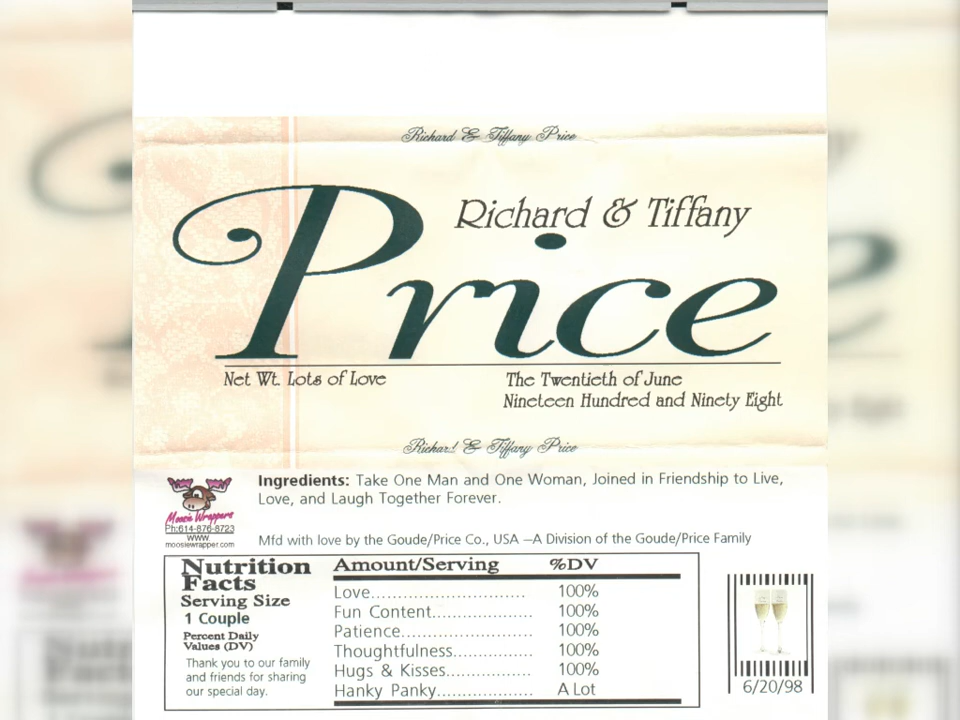 Richard & Tiffany Price
Richard & Tiffany
Price
Net Wt. Lots of Love
The Twentieth of June
Nineteen Hundred and Ninety Eight
Richard & Tiffany Price
Ingredients: Take One Man and One Woman, Joined in Friendship to Live,
Love, and Laugh Together Forever.
Moosie Wrappers
Ph:614-876-8723
WWW.
moosiewrapper.com
Mfd with love by the Goude/Price Co., USA —A Division of the Goude/Price Family
Nutrition
Facts
Serving Size
1 Couple
Percent Daily
Values (DV)
Thank you to our family
and friends for sharing
our special day.
Amount/Serving %DV
Love............................ 100%
Fun Content.................. 100%
Patience........................ 100%
Thoughtfulness.............. 100%
Hugs & Kisses................ 100%
Hanky Panky.................. A Lot
6/20/98